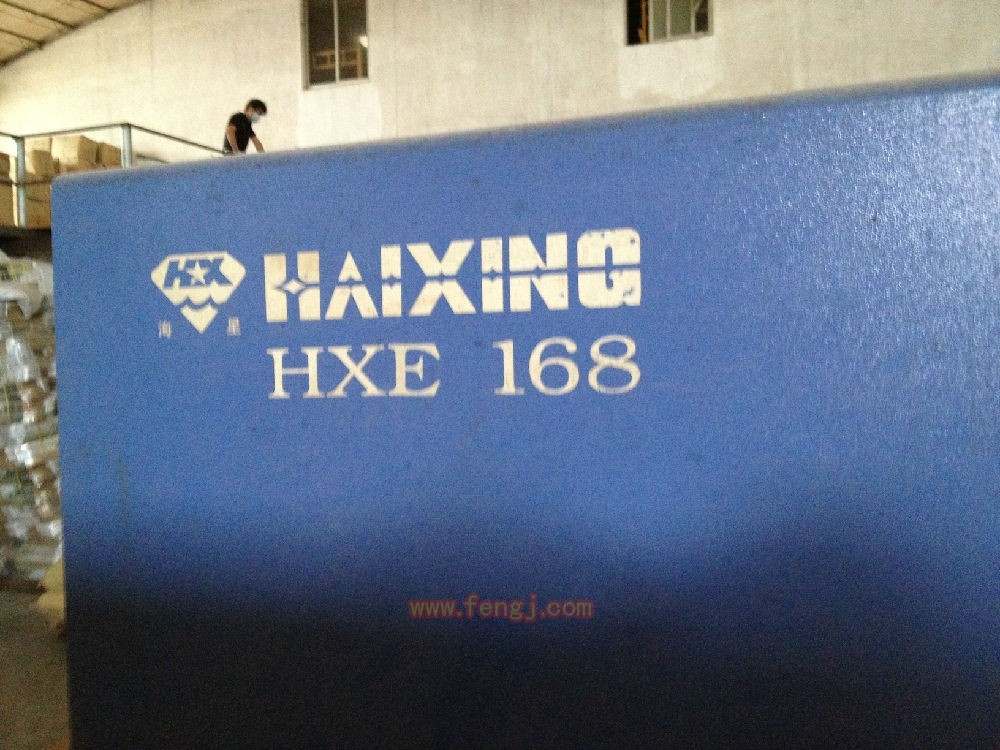 HX
HAIXING
海 星
HXE 168
www.fengj.com